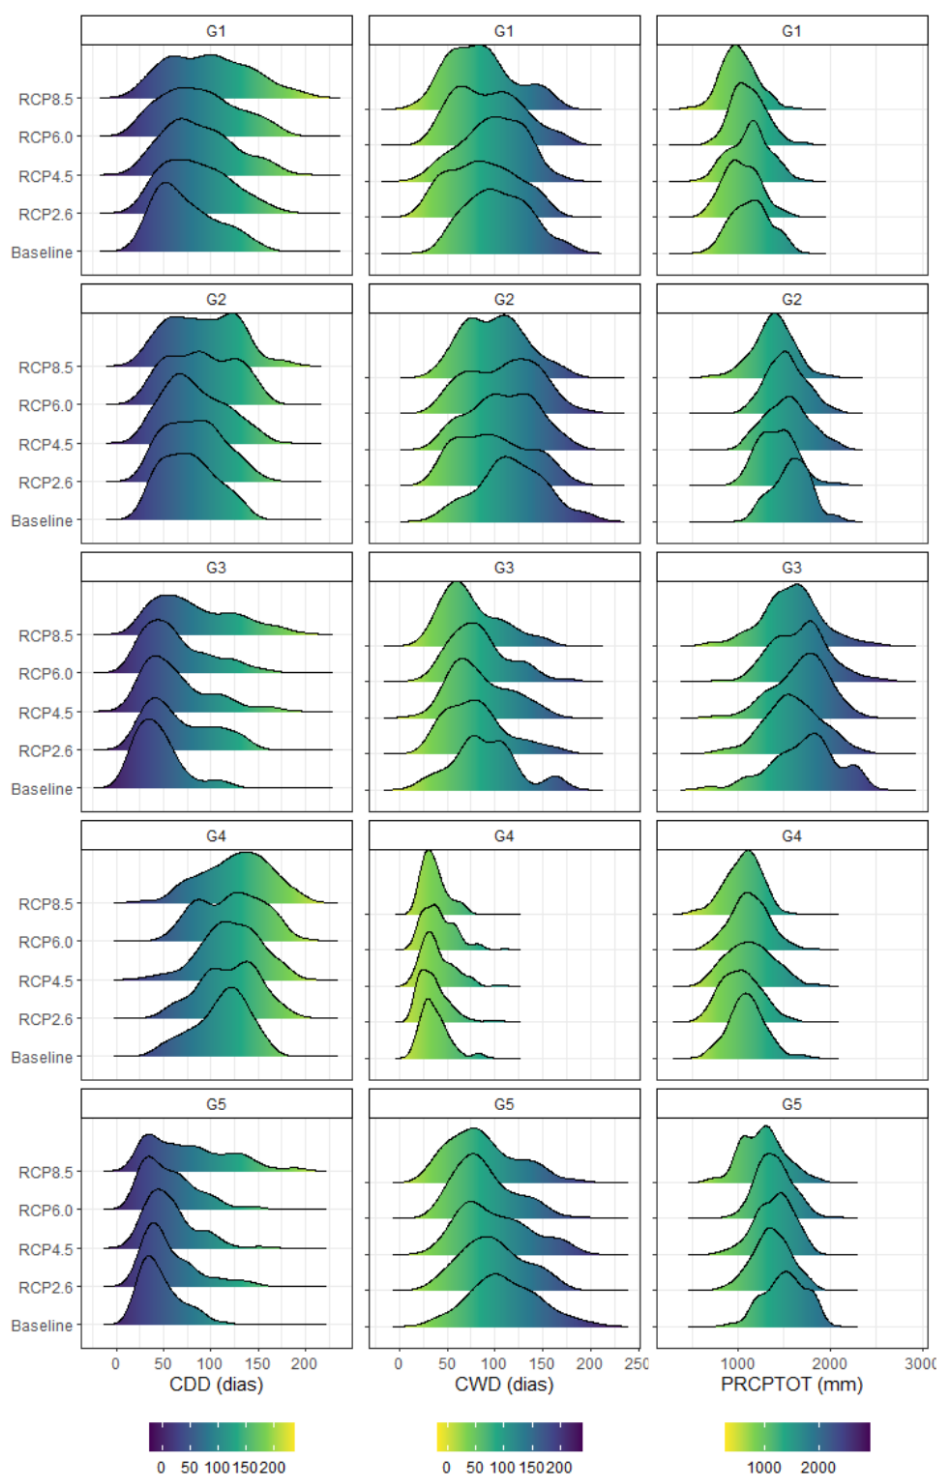 G1 G1 G1
RCP8.5
RCP6.0
RCP4.5
RCP2.6
Baseline
G2 G2 G2
RCP8.5
RCP6.0
RCP4.5
RCP2.6
Baseline
G3 G3 G3
RCP8.5
RCP6.0
RCP4.5
RCP2.6
Baseline
G4 G4 G4
RCP8.5
RCP6.0
RCP4.5
RCP2.6
Baseline
G5 G5 G5
RCP8.5
RCP6.0
RCP4.5
RCP2.6
Baseline
0 50 100 150 200 0 50 100 150 200 250 1000 2000 3000
CDD (dias) CWD (dias) PRCPTOT (mm)
0 50 100 150 200 0 50 100 150 200 1000 2000